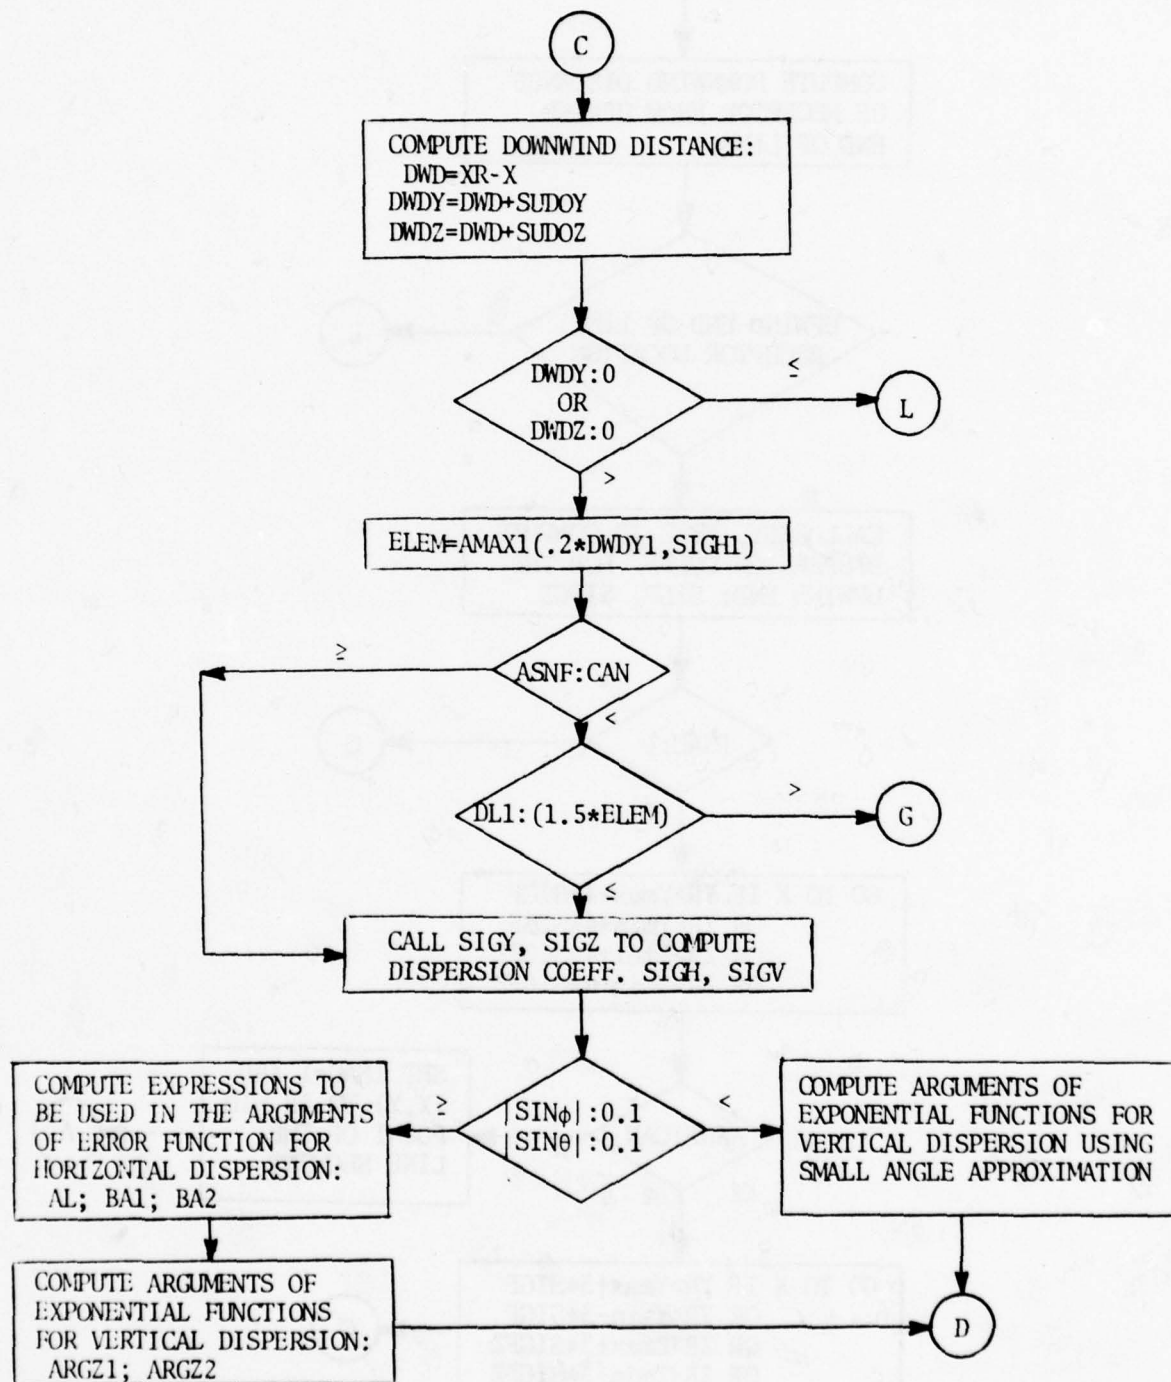 C
COMPUTE DOWNWIND DISTANCE:
DWD=XR-X
DWDY=DWD+SUDOY
DWDZ=DWD+SUDOZ
DWDY:0
OR
DWDZ:0
≤
L
>
ELEM=AMAX1(.2*DWDY1,SIGH1)
ASNF:CAN
≥
<
DL1:(1.5*ELEM)
>
G
≤
CALL SIGY, SIGZ TO COMPUTE
DISPERSION COEFF. SIGH, SIGV
|SINφ|:0.1
|SINθ|:0.1
≥
<
COMPUTE EXPRESSIONS TO
BE USED IN THE ARGUMENTS
OF ERROR FUNCTION FOR
HORIZONTAL DISPERSION:
AL; BA1; BA2
COMPUTE ARGUMENTS OF
EXPONENTIAL FUNCTIONS FOR
VERTICAL DISPERSION USING
SMALL ANGLE APPROXIMATION
COMPUTE ARGUMENTS OF
EXPONENTIAL FUNCTIONS
FOR VERTICAL DISPERSION:
ARGZ1; ARGZ2
D